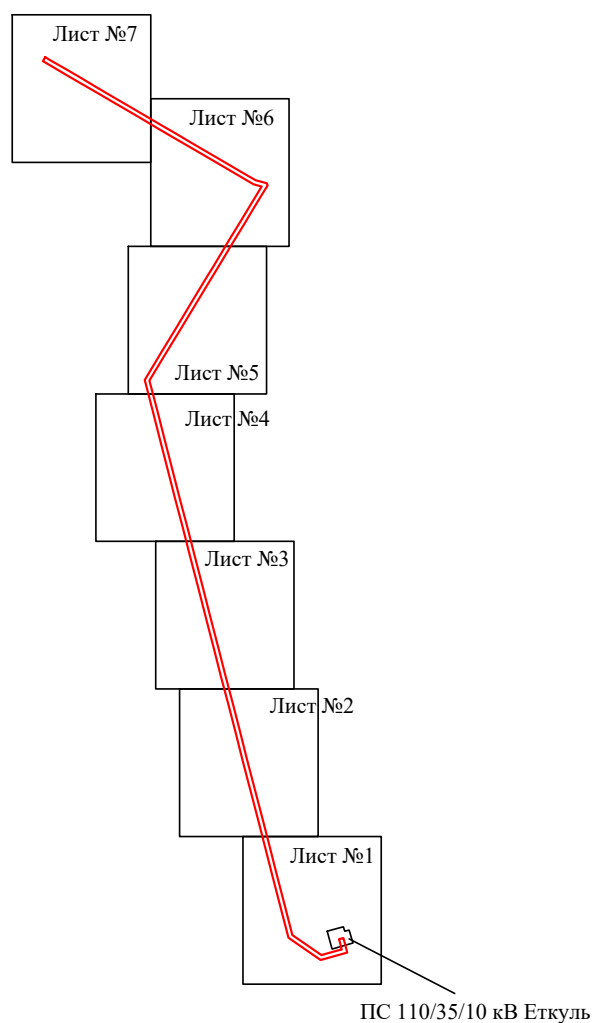 Лист №7
Лист №6
Лист №5
Лист №4
Лист №3
Лист №2
Лист №1
ПС 110/35/10 кВ Еткуль